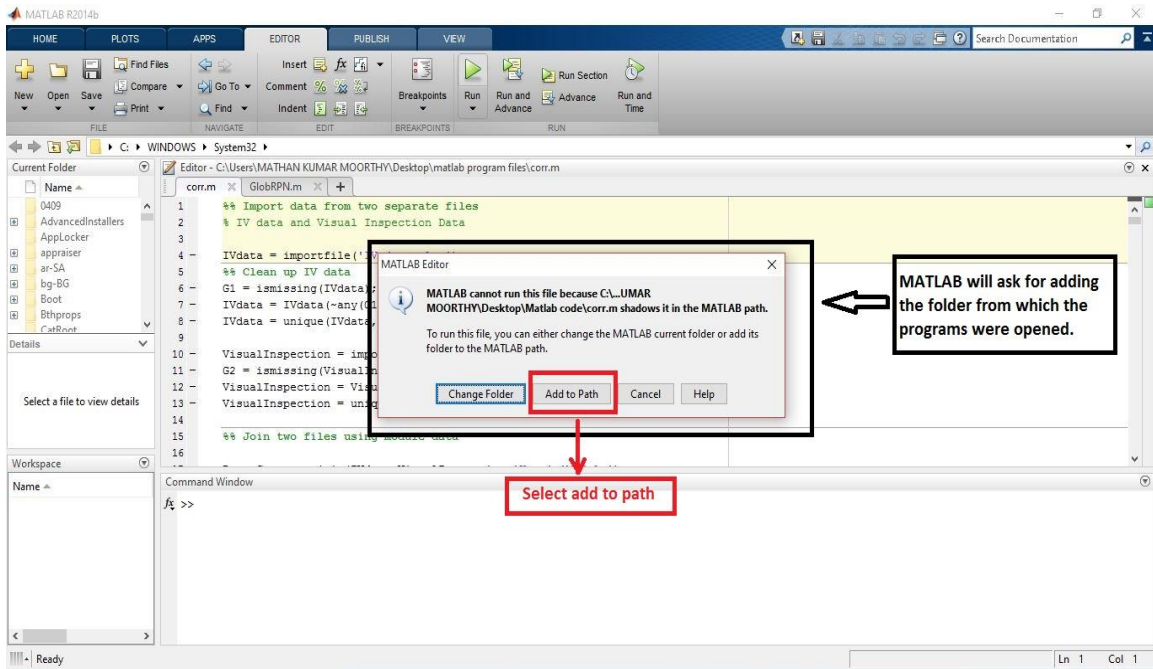 MATLAB R2014b
HOME PLOTS APPS EDITOR PUBLISH VIEW
Search Documentation
New Open Save Find Files Compare Print
FILE
Go To Find
NAVIGATE
Insert fx
Comment %
Indent
EDIT
Breakpoints
BREAKPOINTS
Run Run and Advance Run Section Advance Run and Time
RUN
C: WINDOWS System32
Current Folder
Name
0409
AdvancedInstallers
AppLocker
appraiser
ar-SA
bg-BG
Boot
Bthprops
CatRoot
Details
Select a file to view details
Workspace
Name
Editor - C:\Users\MATHAN KUMAR MOORTHY\Desktop\matlab program files\corr.m
corr.m GlobRPN.m +
1 %% Import data from two separate files
2 % IV data and Visual Inspection Data
3
4 - IVdata = importfile('
5 %% Clean up IV data
6 - G1 = ismissing(IVdata);
7 - IVdata = IVdata(~any(
8 - IVdata = unique(IVdata,
9
10 - VisualInspection =
11 - G2 =
12 - VisualInspection =
13 - VisualInspection =
14
15 %% Join two files using module data
16
MATLAB Editor
MATLAB cannot run this file because C:\...UMAR
MOORTHY\Desktop\Matlab code\corr.m shadows it in the MATLAB path.
To run this file, you can either change the MATLAB current folder or add its
folder to the MATLAB path.
Change Folder Add to Path Cancel Help
MATLAB will ask for adding
the folder from which the
programs were opened.
Select add to path
Command Window
fx >>
Ready
Ln 1 Col 1